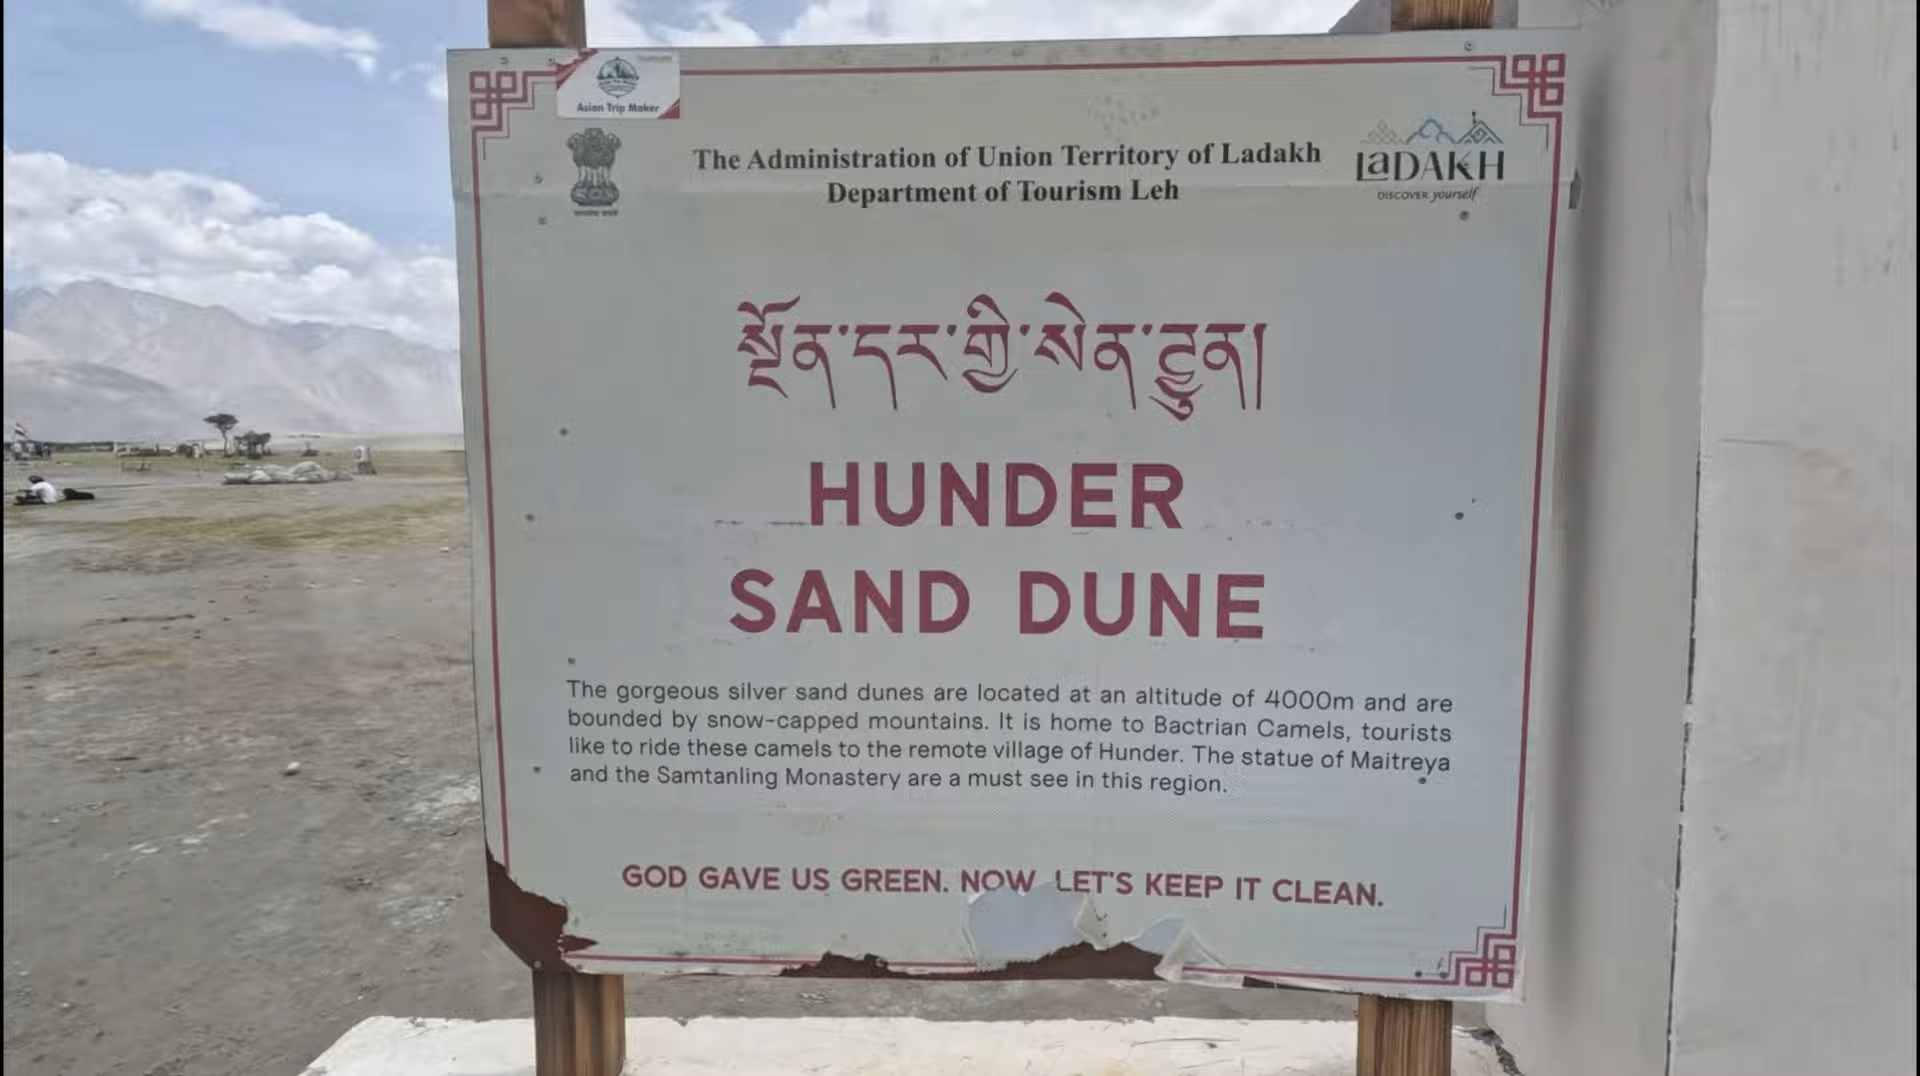 Asian Trip Maker
The Administration of Union Territory of Ladakh
Department of Tourism Leh
LaDAKH
DISCOVER yourself
སྔོན་དར་གྱི་སེན་ཌུན།
HUNDER
SAND DUNE
The gorgeous silver sand dunes are located at an altitude of 4000m and are
bounded by snow-capped mountains. It is home to Bactrian Camels, tourists
like to ride these camels to the remote village of Hunder. The statue of Maitreya
and the Samtanling Monastery are a must see in this region.
GOD GAVE US GREEN. NOW LET'S KEEP IT CLEAN.